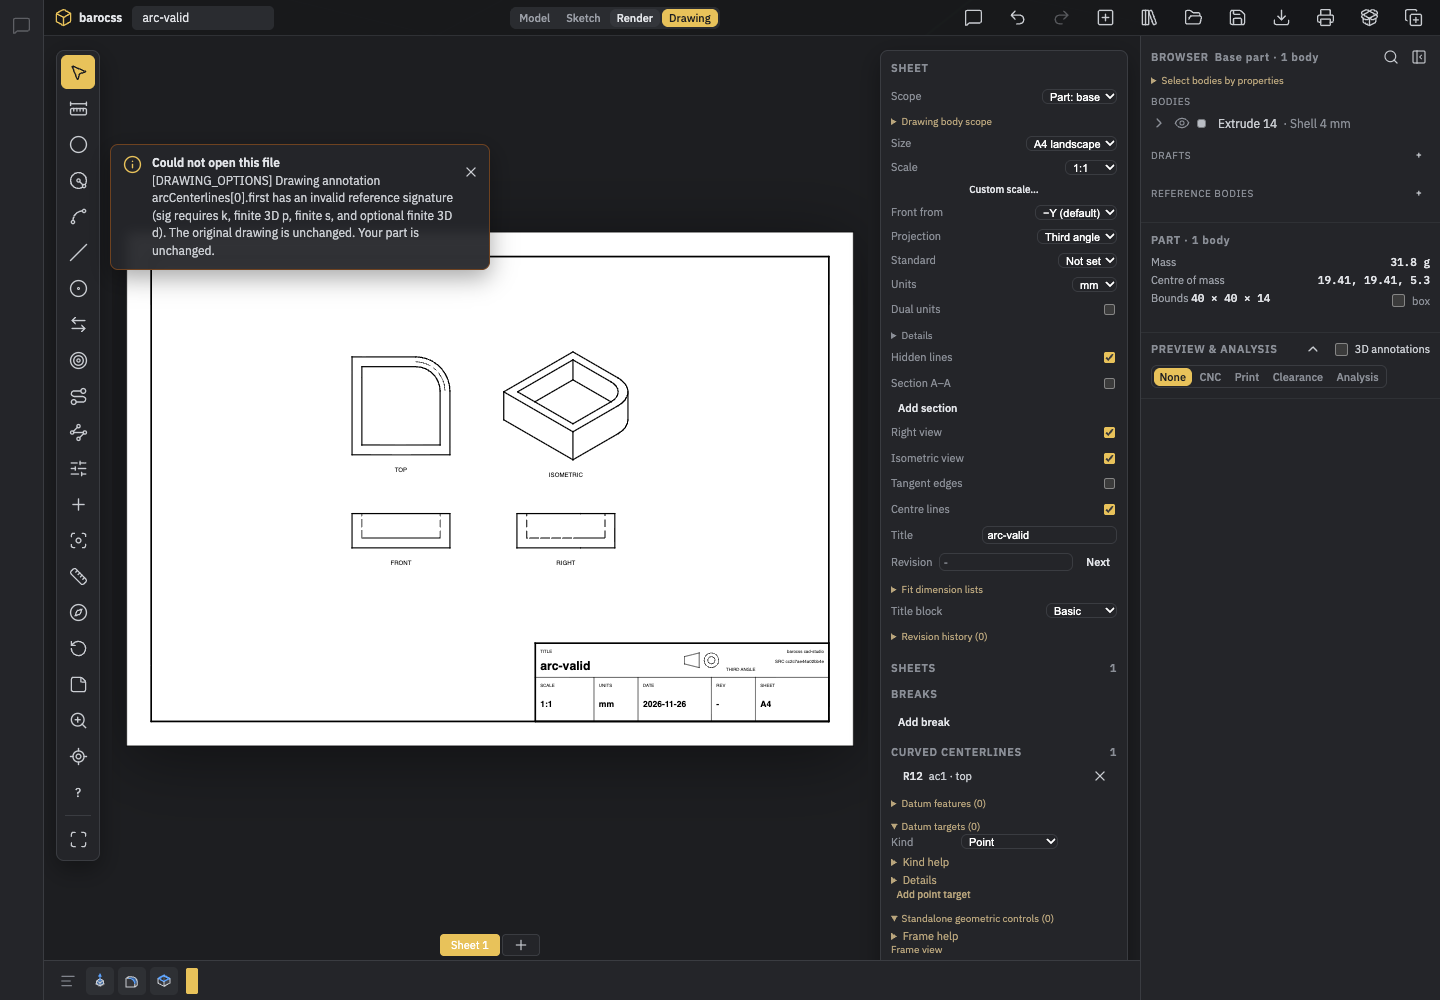 barocss
arc-valid
Model Sketch Render Drawing
Could not open this file
[DRAWING_OPTIONS] Drawing annotation
arcCenterlines[0].first has an invalid reference signature
(sig requires k, finite 3D p, finite s, and optional finite 3D
d). The original drawing is unchanged. Your part is
unchanged.
TOP
ISOMETRIC
FRONT
RIGHT
TITLE
arc-valid
THIRD ANGLE
barocss cad-studio
SCALE
1:1
UNITS
mm
DATE
2026-11-26
REV
-
SHEET
A4
?
Sheet 1
SHEET
Scope Part: base
Drawing body scope
Size A4 landscape
Scale 1:1
Custom scale...
Front from −Y (default)
Projection Third angle
Standard Not set
Units mm
Dual units
Details
Hidden lines
Section A–A
Add section
Right view
Isometric view
Tangent edges
Centre lines
Title arc-valid
Revision - Next
Fit dimension lists
Title block Basic
Revision history (0)
SHEETS 1
BREAKS
Add break
CURVED CENTERLINES 1
R12 ac1 · top
Datum features (0)
Datum targets (0)
Kind Point
Kind help
Details
Add point target
Standalone geometric controls (0)
Frame help
Frame view
BROWSER Base part · 1 body
Select bodies by properties
BODIES
Extrude 14 · Shell 4 mm
DRAFTS
REFERENCE BODIES
PART · 1 body
Mass 31.8 g
Centre of mass 19.41, 19.41, 5.3
Bounds 40 × 40 × 14 box
PREVIEW & ANALYSIS 3D annotations
None CNC Print Clearance Analysis